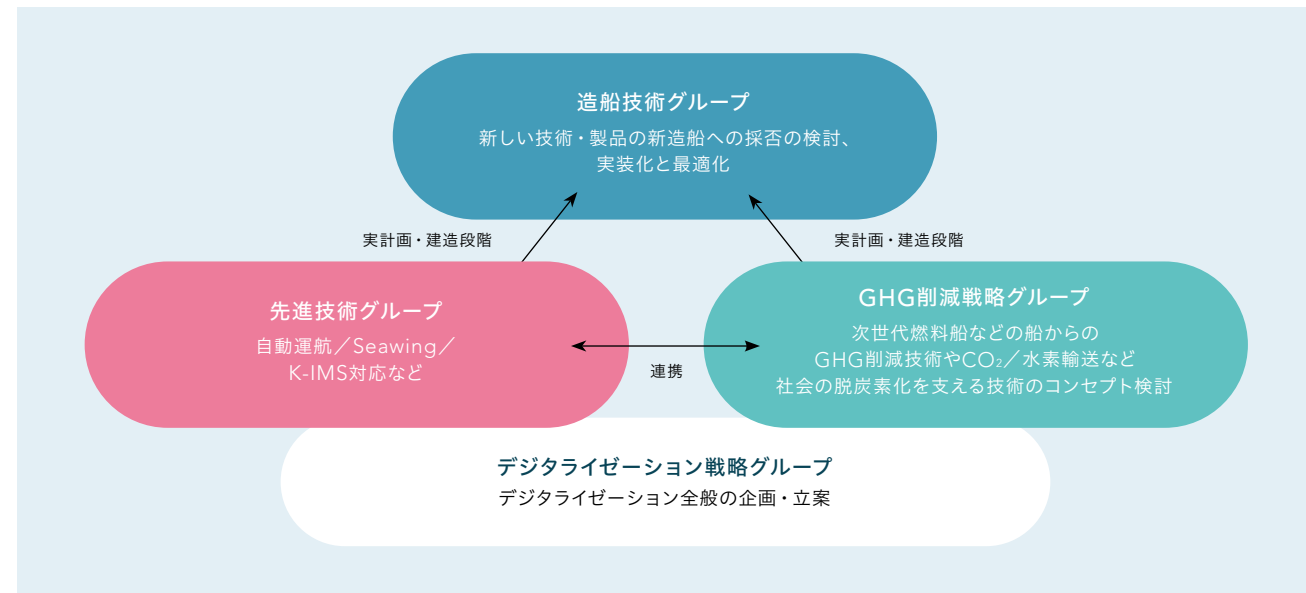 造船技術グループ
新しい技術・製品の新造船への採否の検討、
実装化と最適化
実計画・建造段階
実計画・建造段階
先進技術グループ
自動運航／Seawing／
K-IMS対応など
連携
GHG削減戦略グループ
次世代燃料船などの船からの
GHG削減技術やCO₂／水素輸送など
社会の脱炭素化を支える技術のコンセプト検討
デジタライゼーション戦略グループ
デジタライゼーション全般の企画・立案